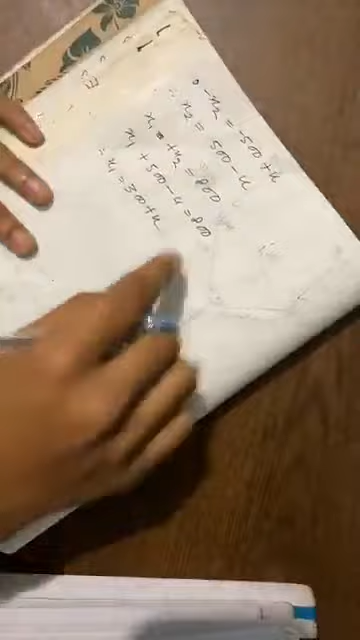 -x₂ = -500 + u
∴ x₂ = 500 - u
x₁ + x₂ = 800
x₁ + 500 - u = 800
∴ x₁ = 300 + u